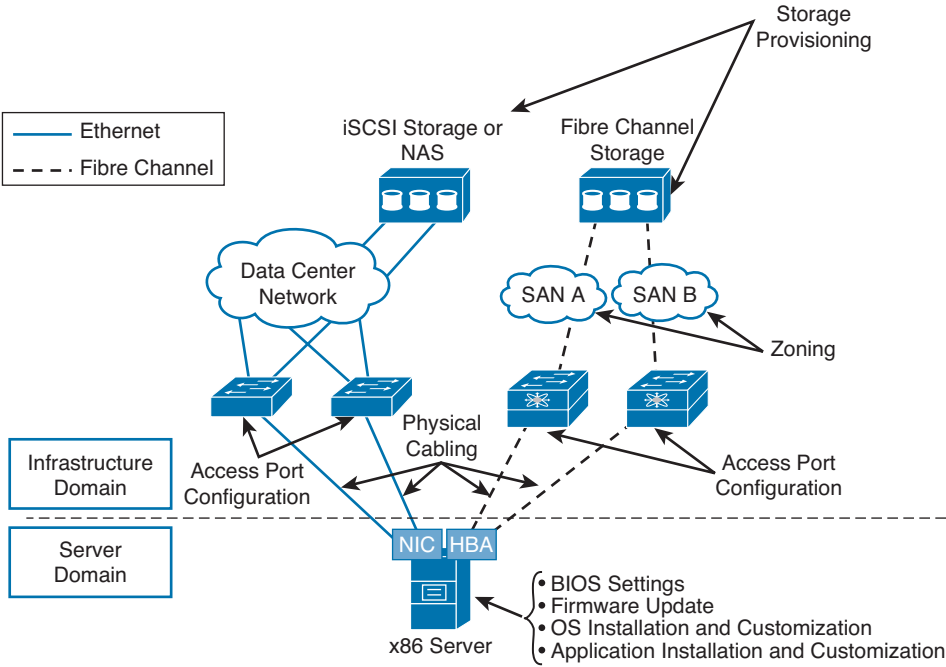 Storage
Provisioning
Ethernet
Fibre Channel
iSCSI Storage or
NAS
Fibre Channel
Storage
Data Center
Network
SAN A
SAN B
Zoning
Physical
Cabling
Infrastructure
Domain
Access Port
Configuration
Access Port
Configuration
Server
Domain
NIC
HBA
x86 Server
• BIOS Settings
• Firmware Update
• OS Installation and Customization
• Application Installation and Customization